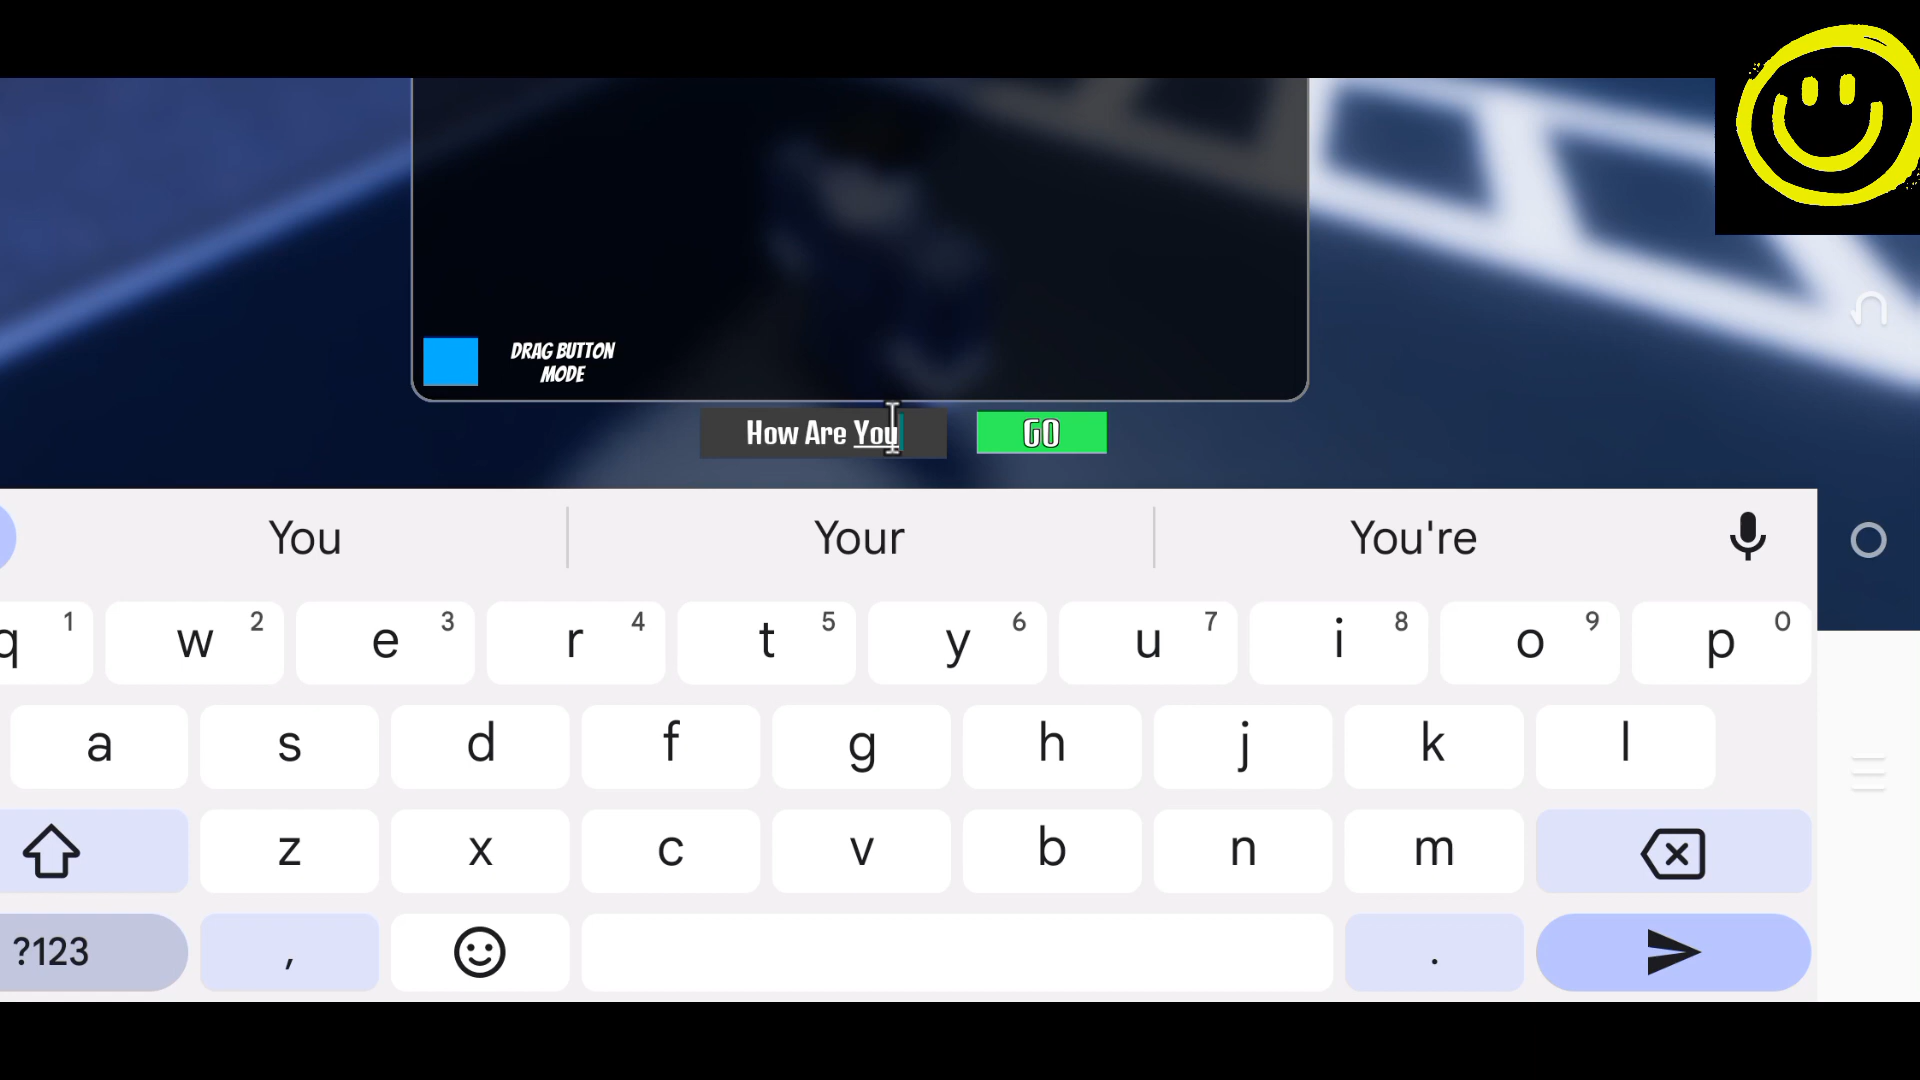 DRAG BUTTON
MODE
How Are You GO
You Your You're
q 1 w 2 e 3 r 4 t 5 y 6 u 7 i 8 o 9 p 0
a s d f g h j k l
z x c v b n m
?123 , .